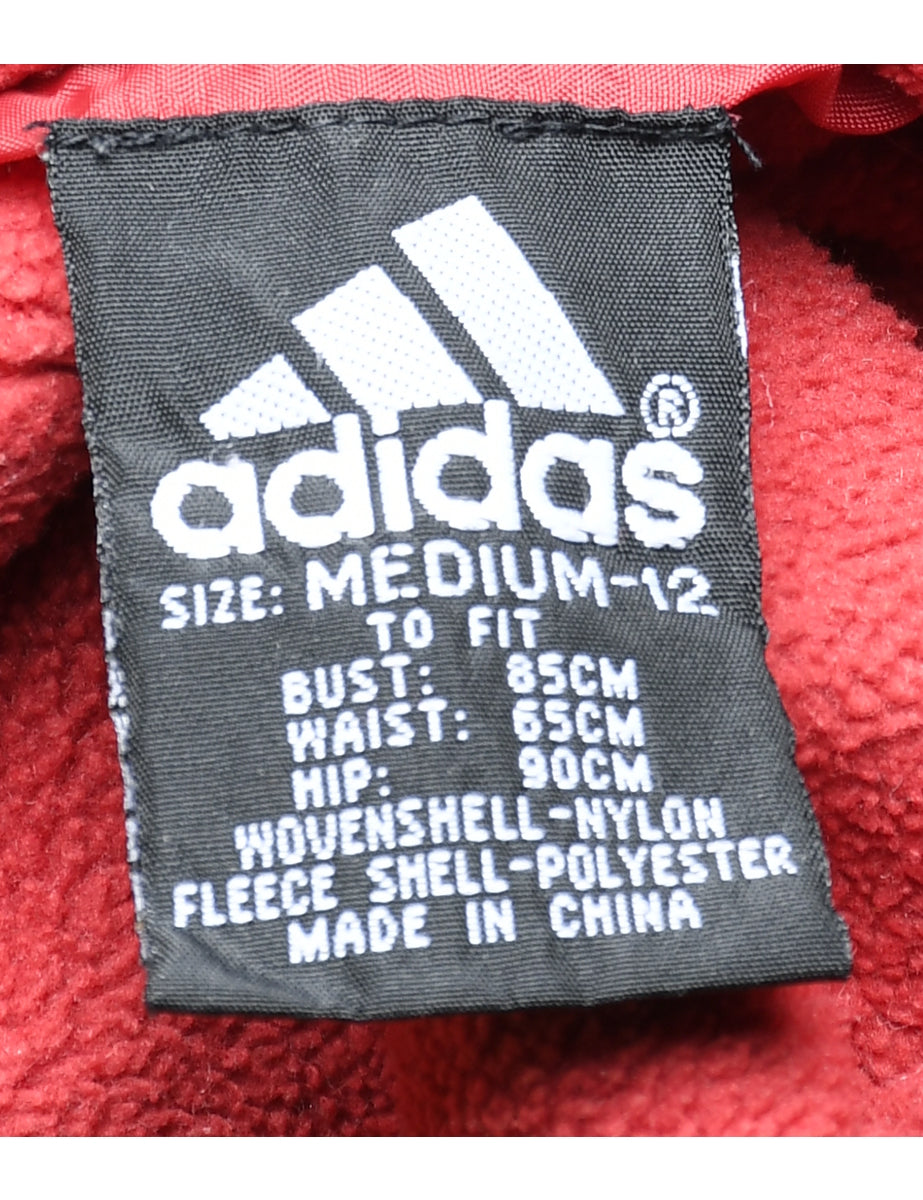 adidas®
SIZE: MEDIUM-12
TO FIT
BUST: 85CM
WAIST: 65CM
HIP: 90CM
WOVENSHELL-NYLON
FLEECE SHELL-POLYESTER
MADE IN CHINA